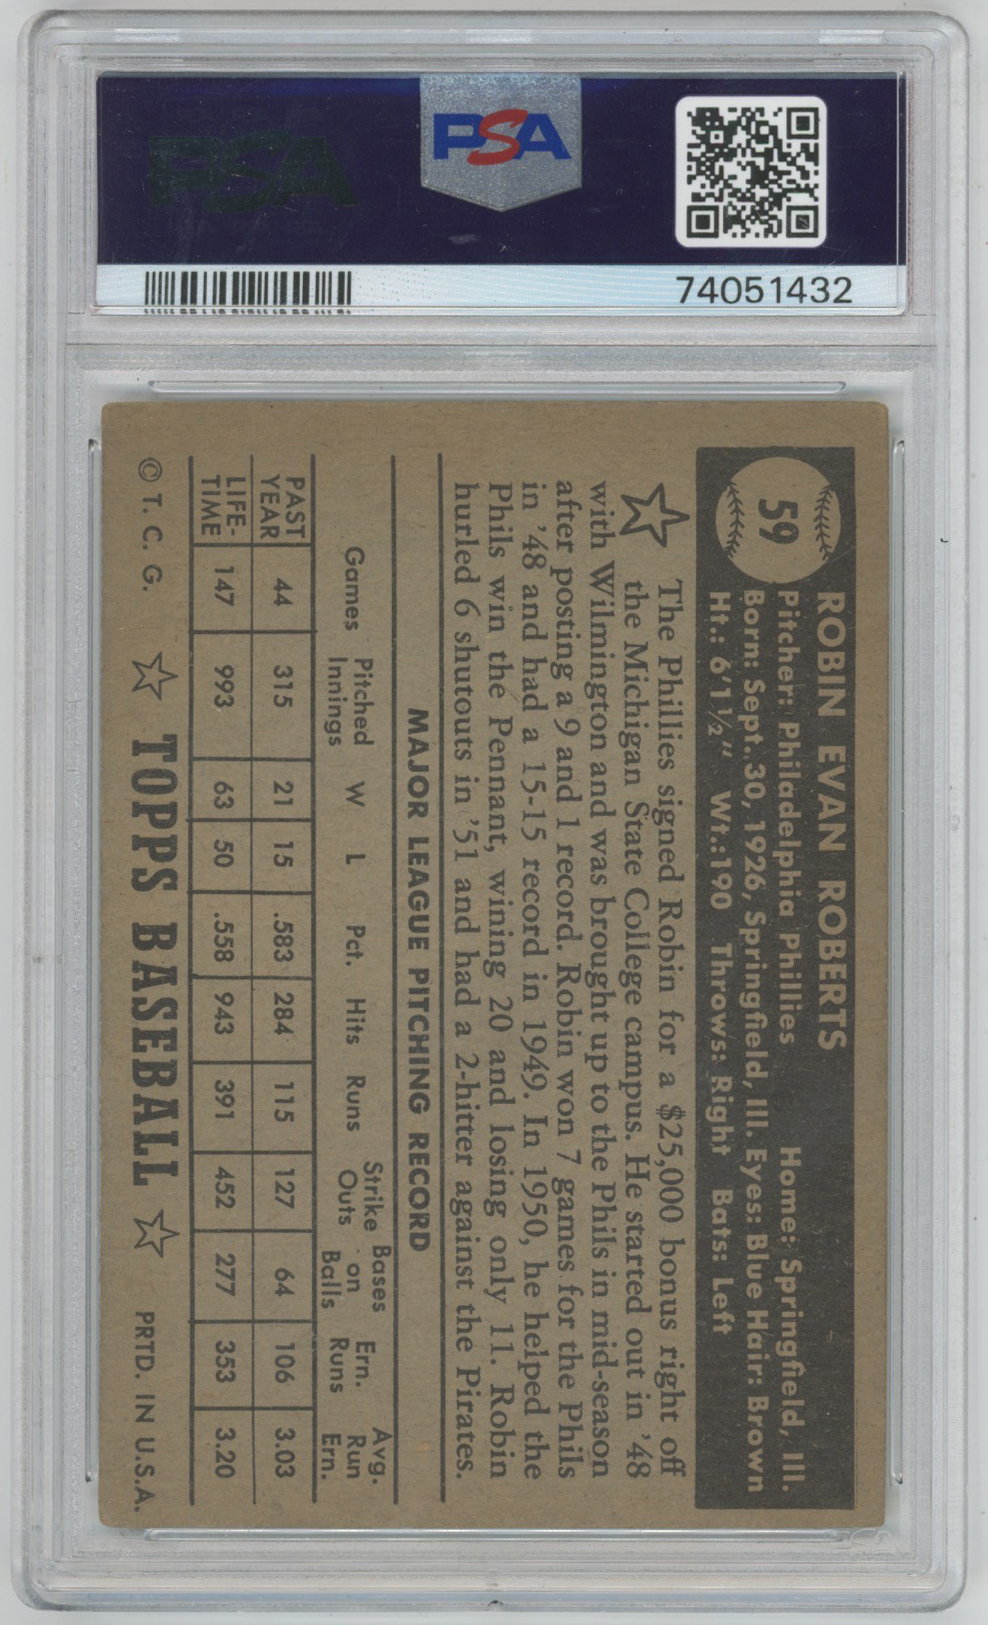 PSA
PSA
74051432
59
ROBIN EVAN ROBERTS
Pitcher: Philadelphia Phillies Home: Springfield, Ill.
Born: Sept. 30, 1926, Springfield, Ill. Eyes: Blue Hair: Brown
Ht.: 6'1½" Wt.:190 Throws: Right Bats: Left
The Phillies signed Robin for a $25,000 bonus right off
the Michigan State College campus. He started out in '48
with Wilmington and was brought up to the Phils in mid-season
after posting a 9 and 1 record. Robin won 7 games for the Phils
in '48 and had a 15-15 record in 1949. In 1950, he helped the
Phils win the Pennant, wining 20 and losing only 11. Robin
hurled 6 shutouts in '51 and had a 2-hitter against the Pirates.
MAJOR LEAGUE PITCHING RECORD
Games Pitched Innings W L Pct. Hits Runs Strike Outs Bases on Balls Ern. Runs Avg. Run Ern.
PAST YEAR 44 315 21 15 .583 284 115 127 64 106 3.03
LIFE-TIME 147 993 63 50 .558 943 391 452 277 353 3.20
© T. C. G. ☆ TOPPS BASEBALL ☆ PRTD. IN U.S.A.
PSA